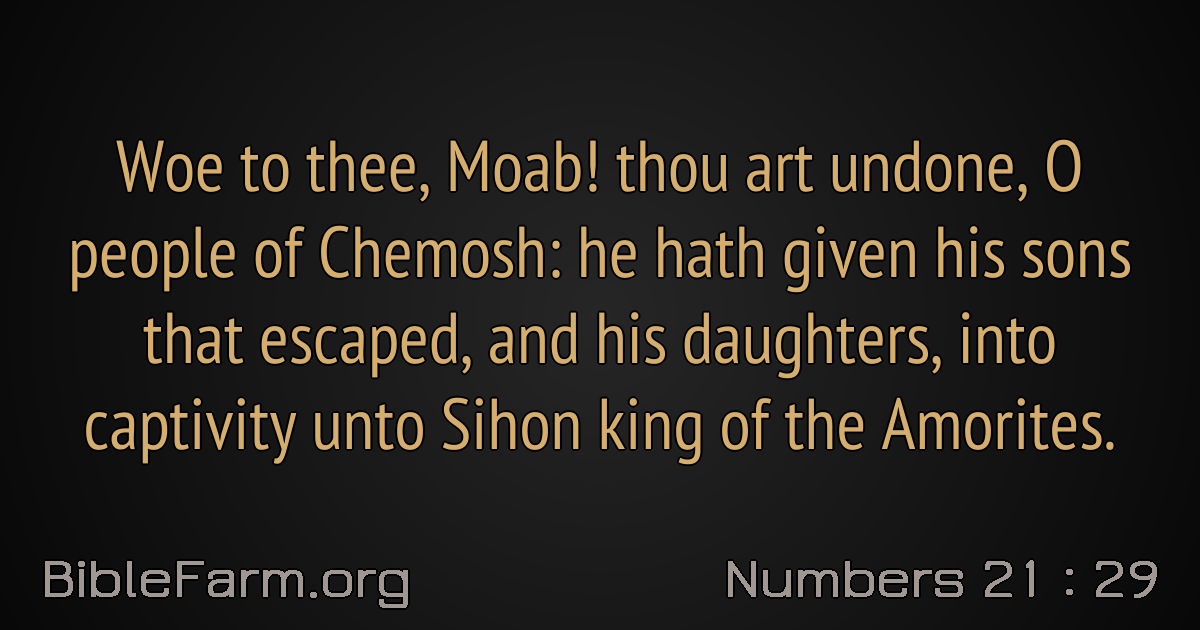 Woe to thee, Moab! thou art undone, O
people of Chemosh: he hath given his sons
that escaped, and his daughters, into
captivity unto Sihon king of the Amorites.
BibleFarm.org
Numbers 21 : 29